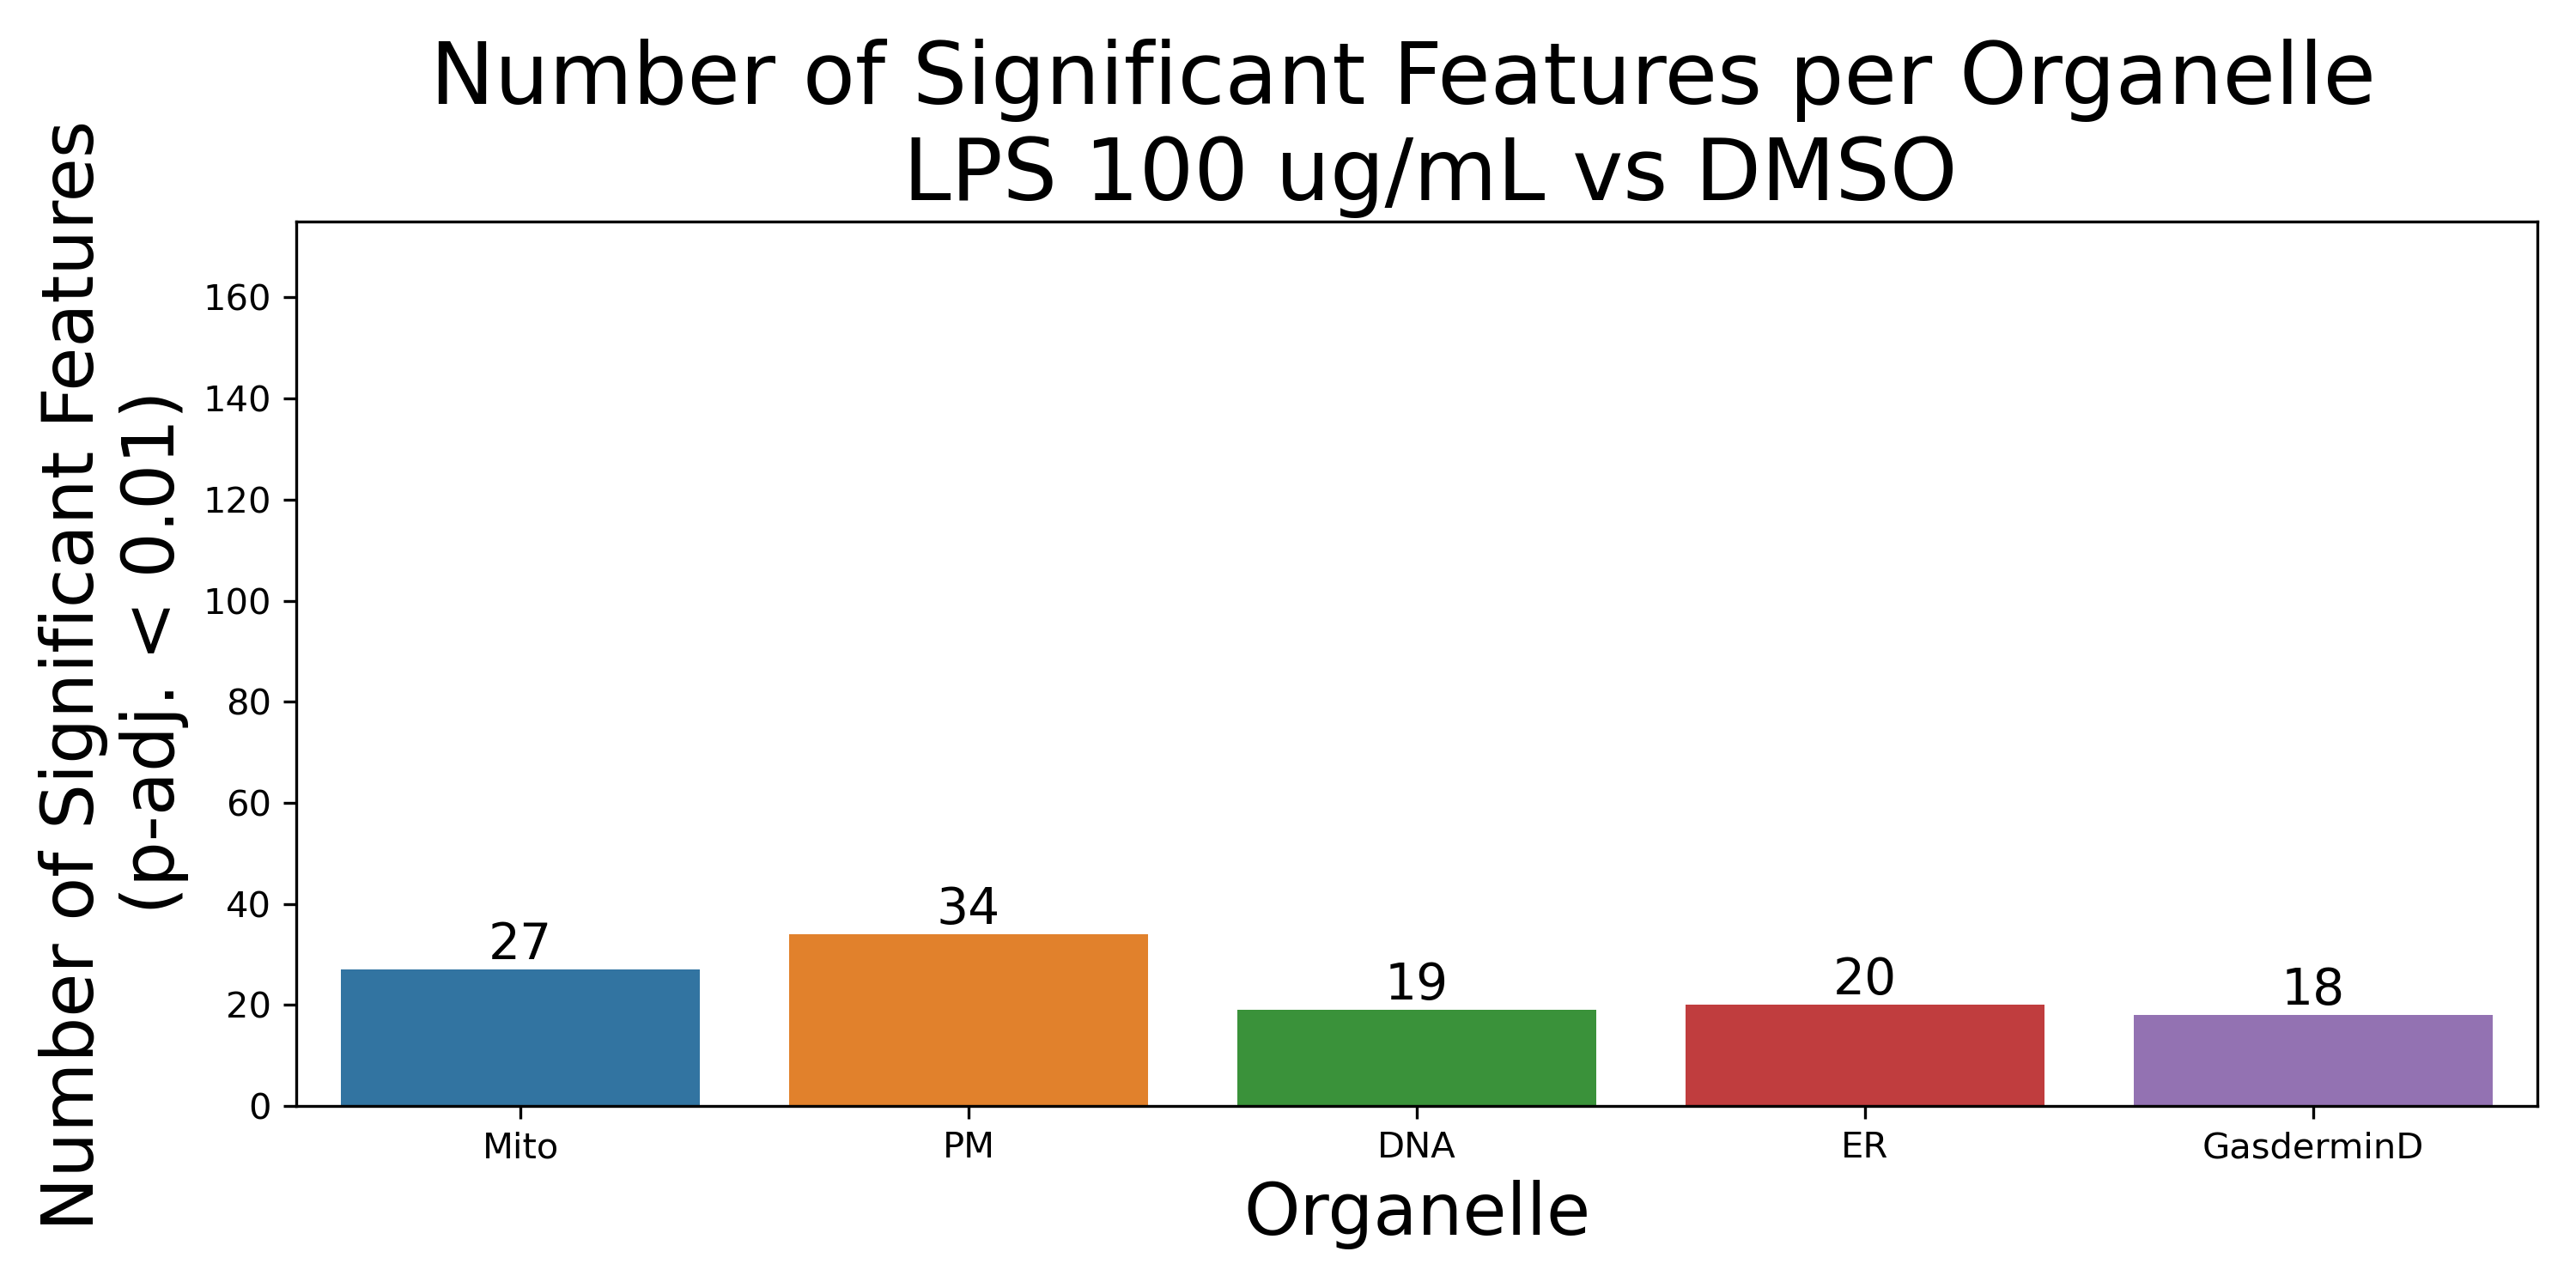 Number of Significant Features per Organelle
LPS 100 ug/mL vs DMSO
Number of Significant Features
(p-adj. < 0.01)
160
140
120
100
80
60
40
20
0
27
34
19
20
18
Mito
PM
DNA
ER
GasderminD
Organelle